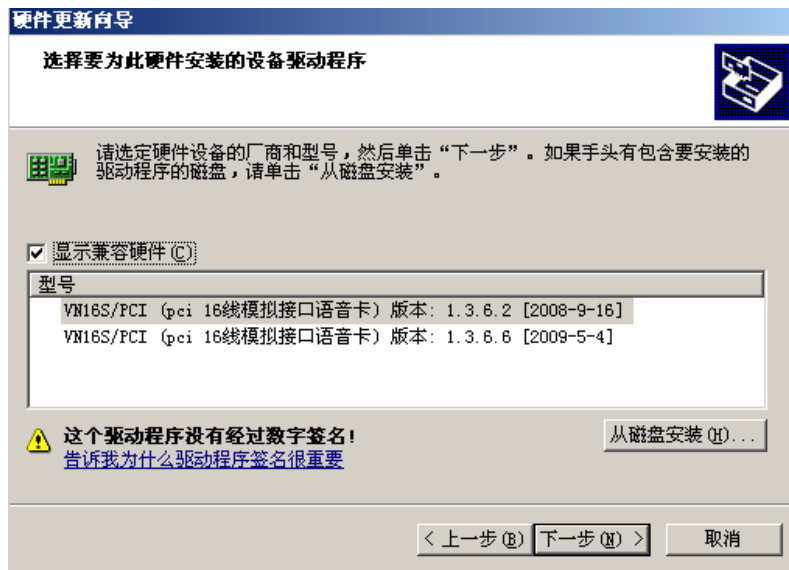 硬件更新向导
选择要为此硬件安装的设备驱动程序
请选定硬件设备的厂商和型号，然后单击“下一步”。如果手头有包含要安装的
驱动程序的磁盘，请单击“从磁盘安装”。
显示兼容硬件(C)
型号
VN16S/PCI (pci 16线模拟接口语音卡) 版本: 1.3.6.2 [2008-9-16]
VN16S/PCI (pci 16线模拟接口语音卡) 版本: 1.3.6.6 [2009-5-4]
这个驱动程序没有经过数字签名!
从磁盘安装(H)...
告诉我为什么驱动程序签名很重要
< 上一步(B) 下一步(N) > 取消